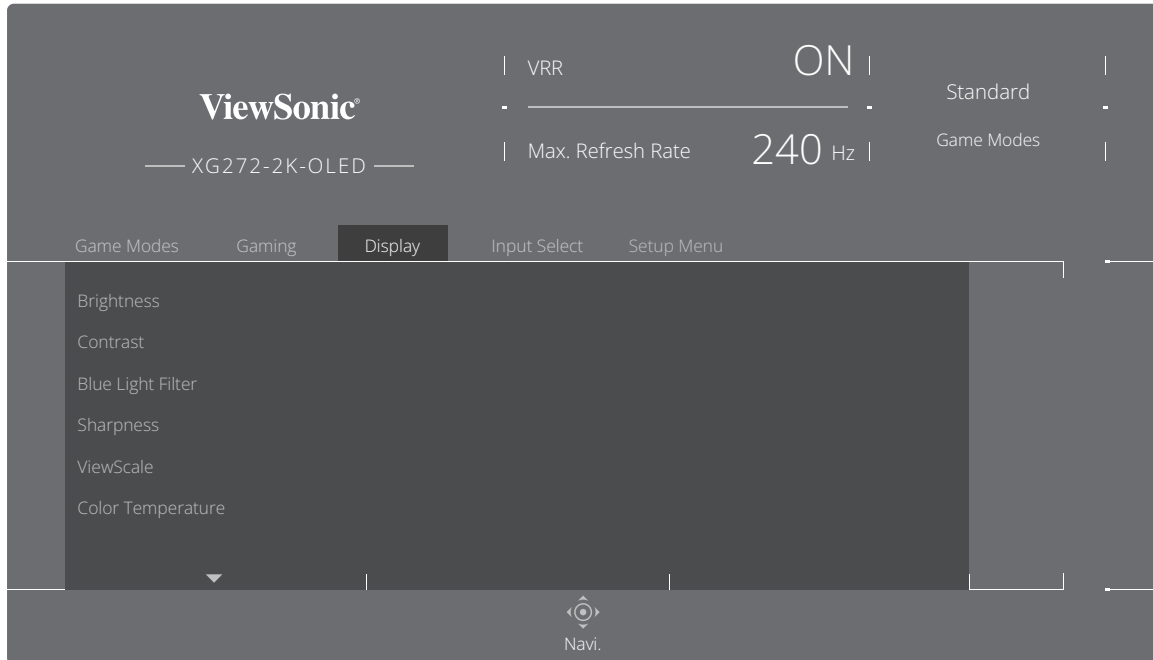 ViewSonic®
XG272-2K-OLED
VRR ON
Max. Refresh Rate 240 Hz
Standard
Game Modes
Game Modes Gaming Display Input Select Setup Menu
Brightness
Contrast
Blue Light Filter
Sharpness
ViewScale
Color Temperature
Navi.